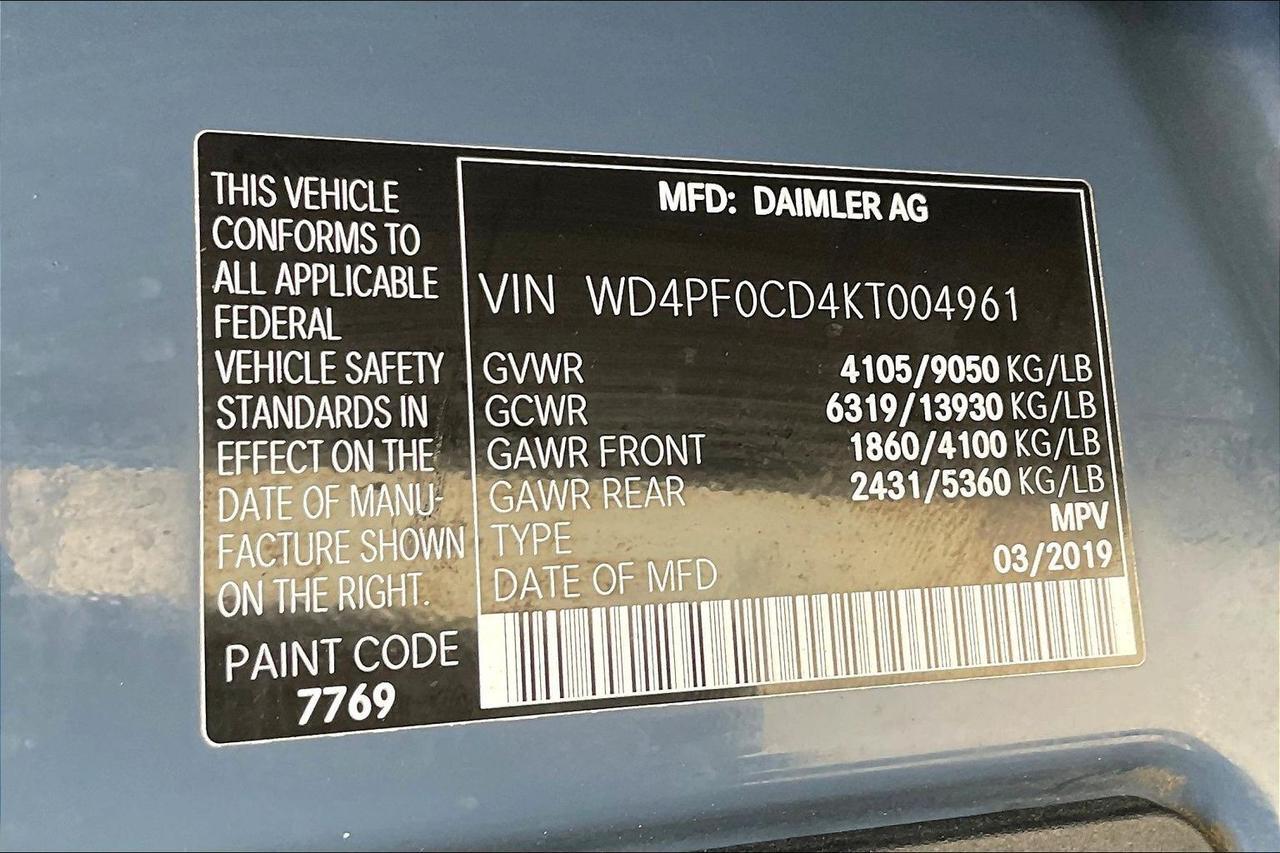 THIS VEHICLE
CONFORMS TO
ALL APPLICABLE
FEDERAL
VEHICLE SAFETY
STANDARDS IN
EFFECT ON THE
DATE OF MANU-
FACTURE SHOWN
ON THE RIGHT.
PAINT CODE
7769
MFD: DAIMLER AG
VIN WD4PF0CD4KT004961
GVWR 4105/9050 KG/LB
GCWR 6319/13930 KG/LB
GAWR FRONT 1860/4100 KG/LB
GAWR REAR 2431/5360 KG/LB
TYPE MPV
DATE OF MFD 03/2019